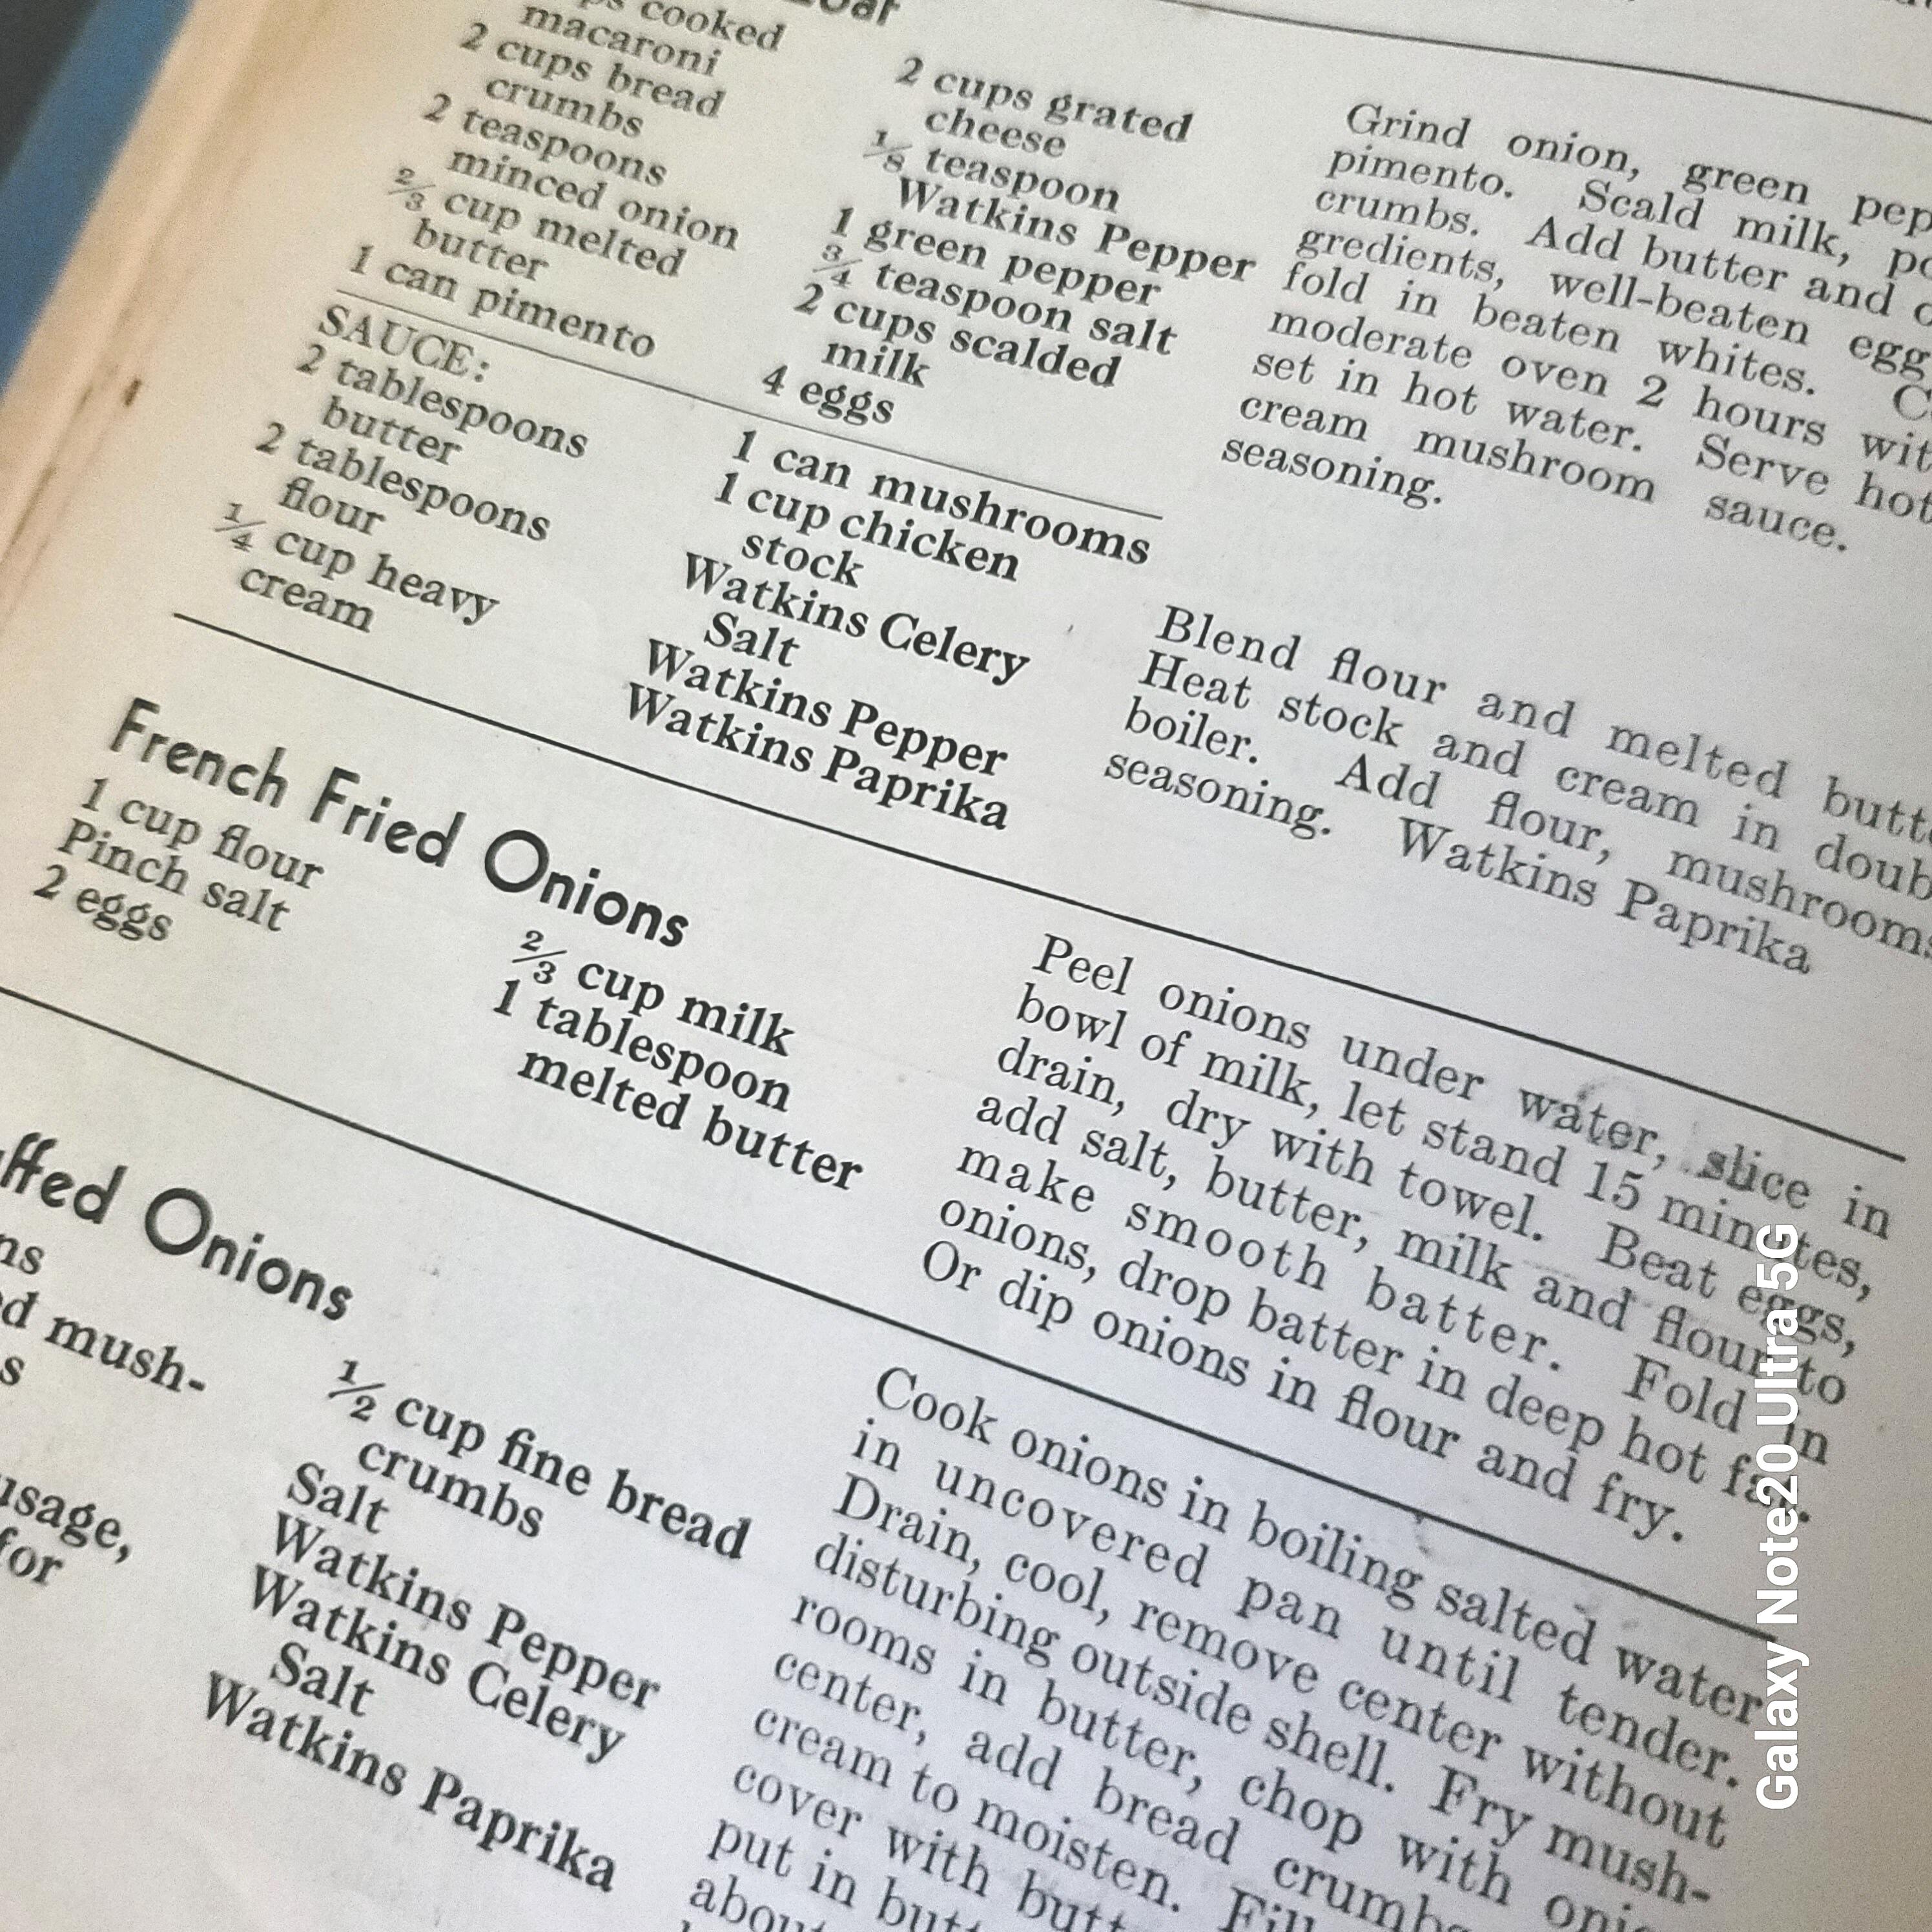 cooked
macaroni
2 cups bread
crumbs
2 teaspoons
minced onion
2/3 cup melted
butter
1 can pimento
2 cups grated
cheese
1/8 teaspoon
Watkins Pepper
1 green pepper
3/4 teaspoon salt
2 cups scalded
milk
4 eggs
Grind onion, green
pimento. Scald milk,
crumbs. Add butter and
gredients, well-beaten
fold in beaten whites.
moderate oven 2 hours
set in hot water. Serve hot
cream mushroom sauce.
seasoning.
SAUCE:
2 tablespoons
butter
2 tablespoons
flour
1/4 cup heavy
cream
1 can mushrooms
1 cup chicken
stock
Watkins Celery
Salt
Watkins Pepper
Watkins Paprika
Blend flour and melted
Heat stock and cream in
boiler. Add flour, mushrooms
seasoning. Watkins Paprika
French Fried Onions
1 cup flour
Pinch salt
2 eggs
2/3 cup milk
1 tablespoon
melted butter
Peel onions under water, slice in
bowl of milk, let stand 15 minutes,
drain, dry with towel. Beat eggs,
add salt, butter, milk and flour to
make smooth batter. Fold in
onions, drop batter in deep hot fat.
Or dip onions in flour and fry.
Onions
mush-
for
1/2 cup fine bread
crumbs
Salt
Watkins Pepper
Watkins Celery
Salt
Watkins Paprika
Cook onions in boiling salted water
in uncovered pan until tender.
Drain, cool, remove center without
disturbing outside shell. Fry mush-
rooms in butter, chop with
center, add bread crumbs
cream to moisten.
cover with
put in
Galaxy Note20 Ultra 5G